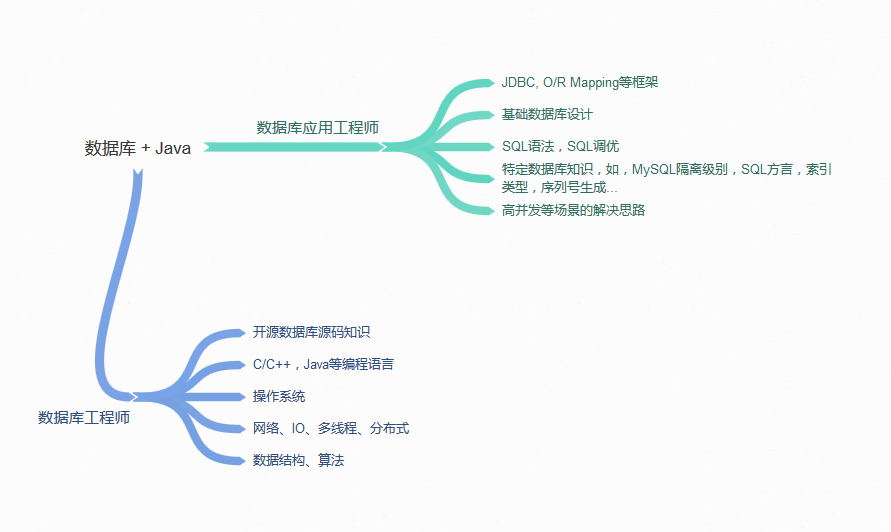 数据库 + Java
数据库应用工程师
JDBC, O/R Mapping等框架
基础数据库设计
SQL语法，SQL调优
特定数据库知识，如，MySQL隔离级别，SQL方言，索引
类型，序列号生成...
高并发等场景的解决思路
数据库工程师
开源数据库源码知识
C/C++，Java等编程语言
操作系统
网络、IO、多线程、分布式
数据结构、算法